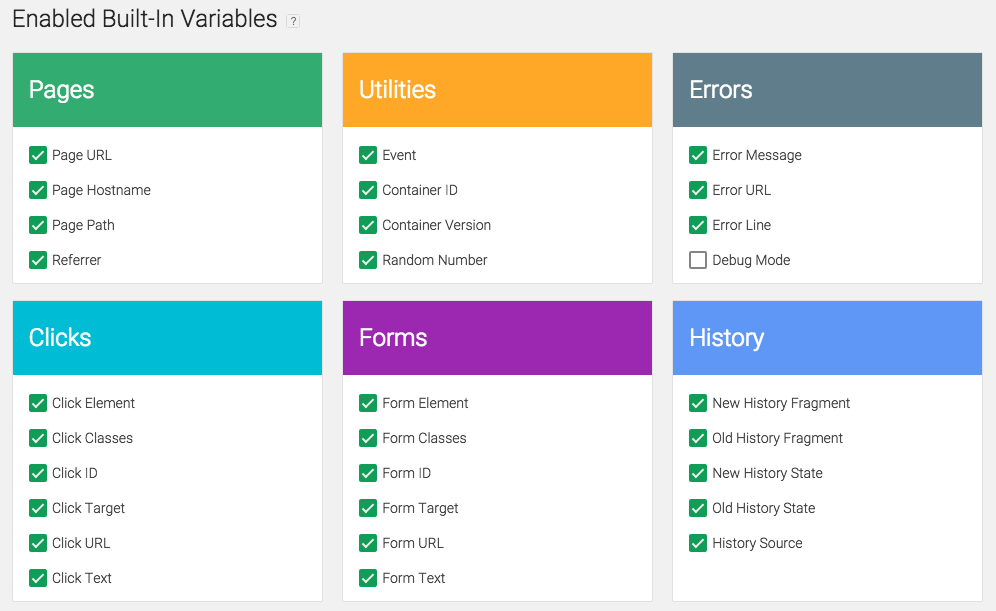 Enabled Built-In Variables ?
Pages
Page URL
Page Hostname
Page Path
Referrer
Utilities
Event
Container ID
Container Version
Random Number
Errors
Error Message
Error URL
Error Line
Debug Mode
Clicks
Click Element
Click Classes
Click ID
Click Target
Click URL
Click Text
Forms
Form Element
Form Classes
Form ID
Form Target
Form URL
Form Text
History
New History Fragment
Old History Fragment
New History State
Old History State
History Source